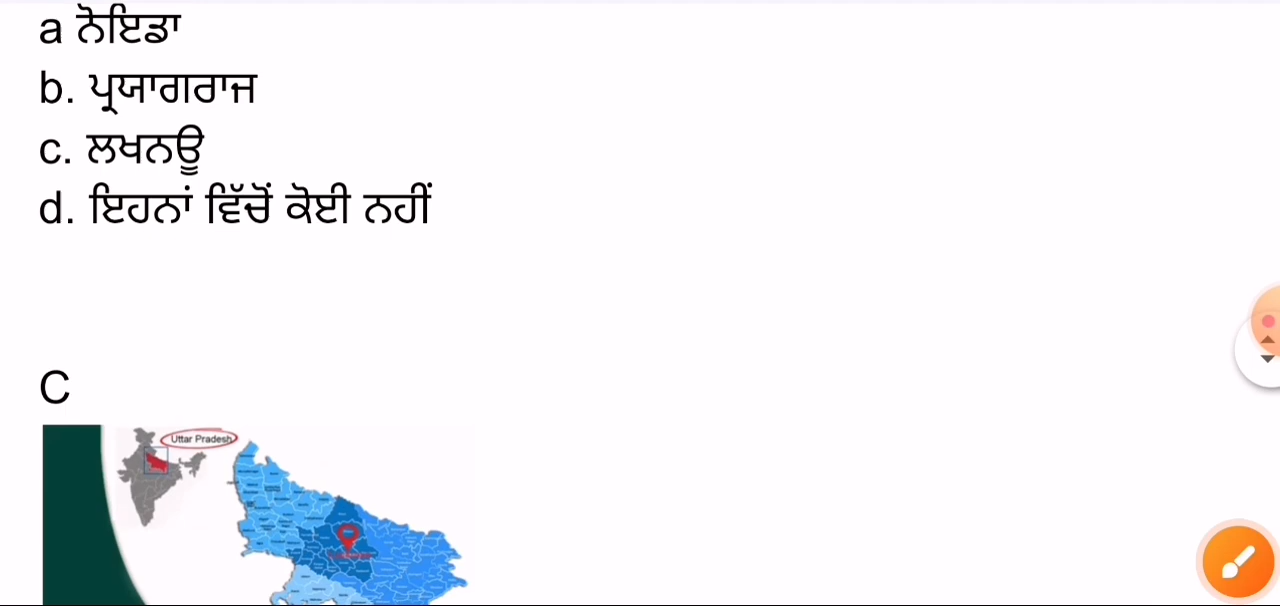 a ਨੋਇਡਾ
b. ਪ੍ਰਯਾਗਰਾਜ
c. ਲਖਨਊ
d. ਇਹਨਾਂ ਵਿੱਚੋਂ ਕੋਈ ਨਹੀਂ
C
Uttar Pradesh